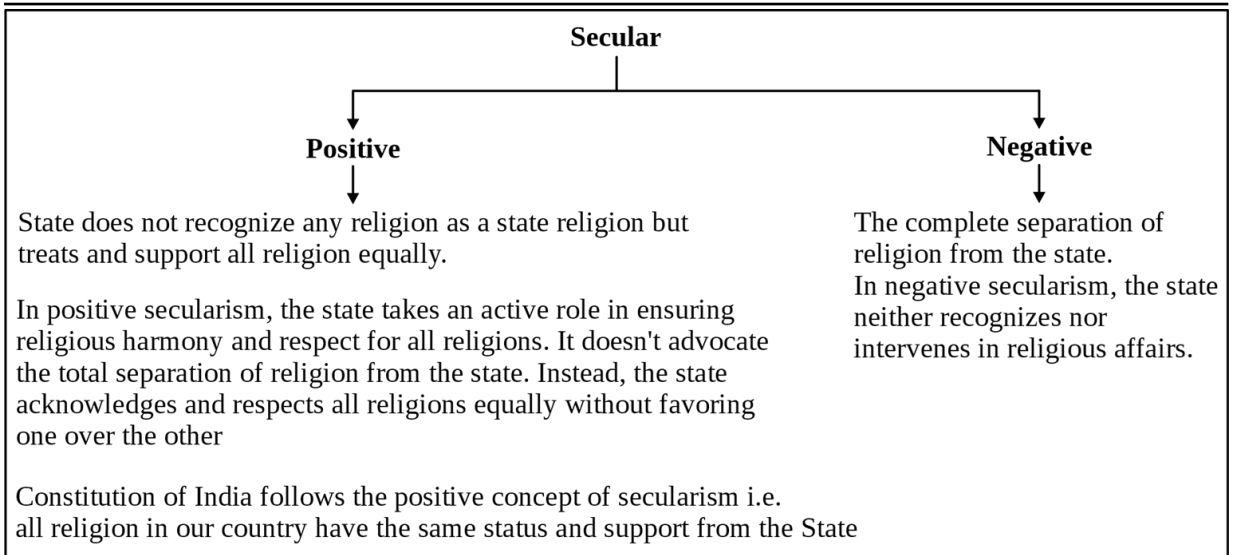 Secular
Positive
Negative
State does not recognize any religion as a state religion but
treats and support all religion equally.
In positive secularism, the state takes an active role in ensuring
religious harmony and respect for all religions. It doesn't advocate
the total separation of religion from the state. Instead, the state
acknowledges and respects all religions equally without favoring
one over the other
Constitution of India follows the positive concept of secularism i.e.
all religion in our country have the same status and support from the State
The complete separation of
religion from the state.
In negative secularism, the state
neither recognizes nor
intervenes in religious affairs.